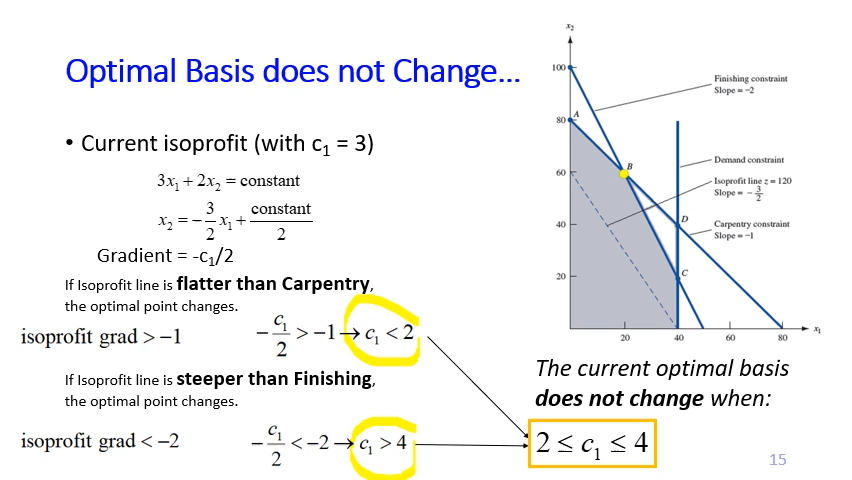 Optimal Basis does not Change...
• Current isoprofit (with c₁ = 3)
3x₁ + 2x₂ = constant
x₂ = −3/2 x₁ + constant/2
Gradient = -c₁/2
If Isoprofit line is flatter than Carpentry,
the optimal point changes.
isoprofit grad > −1
−c₁/2 > −1 → c₁ < 2
If Isoprofit line is steeper than Finishing,
the optimal point changes.
isoprofit grad < −2
−c₁/2 < −2 → c₁ > 4
x₂
100
80
60
40
20
20
40
60
80
x₁
A
B
D
C
Finishing constraint
Slope = −2
Demand constraint
Isoprofit line z = 120
Slope = −3/2
Carpentry constraint
Slope = −1
The current optimal basis
does not change when:
2 ≤ c₁ ≤ 4
15